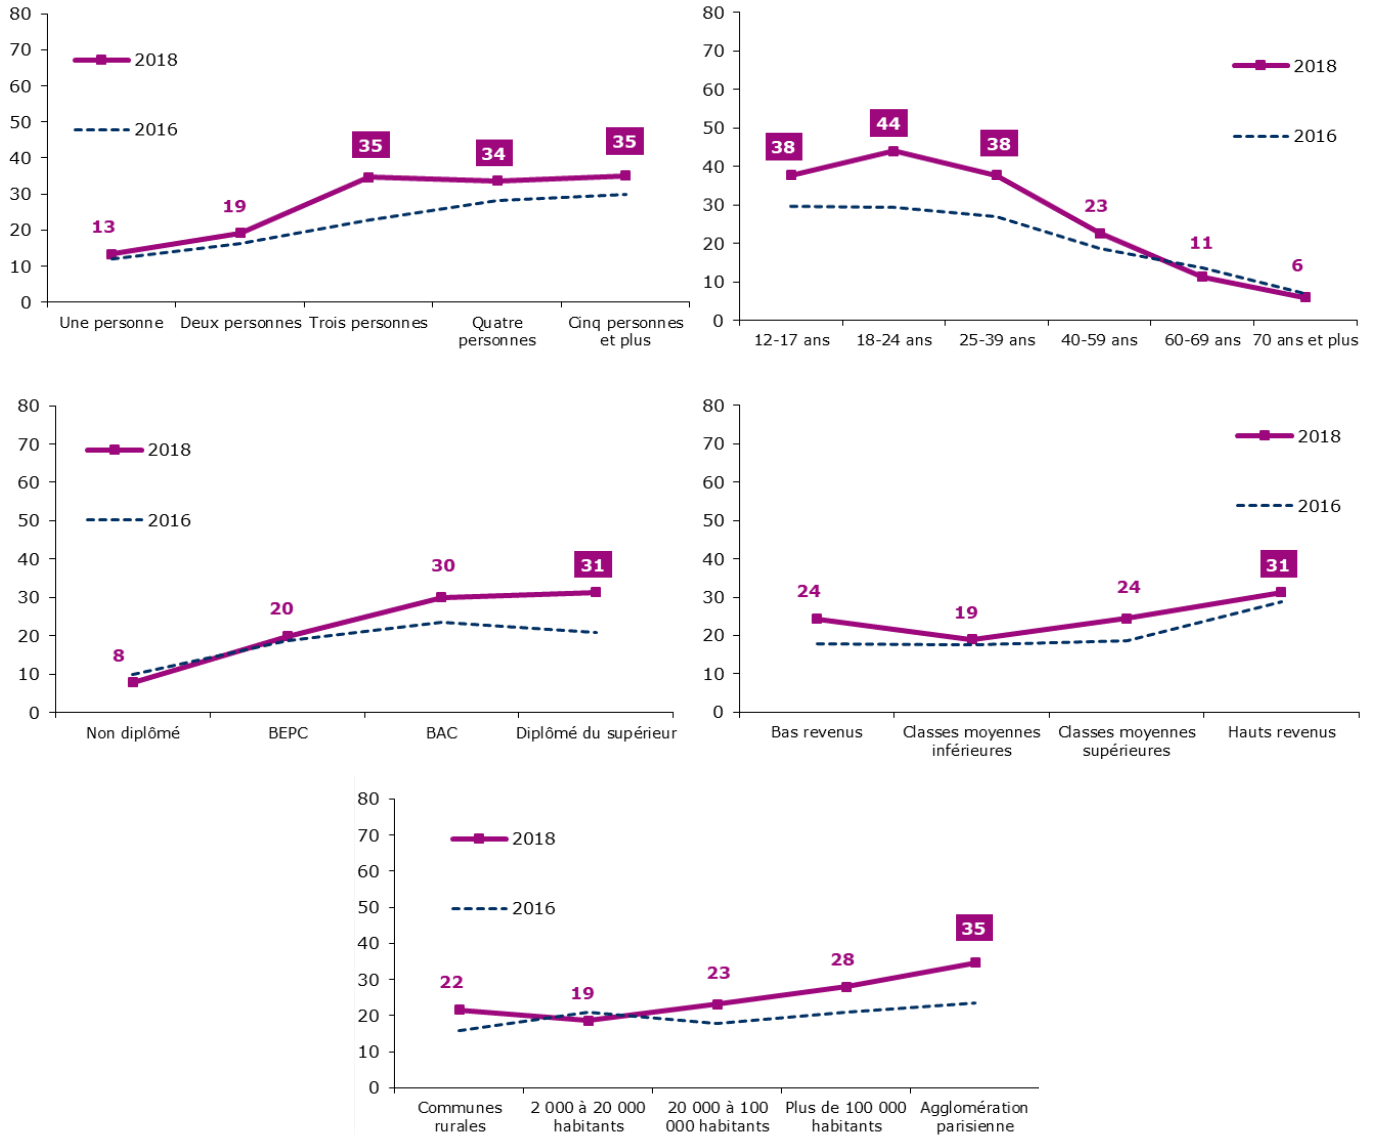 80
70
60
50
40
30
20
10
0
2018
2016
13
19
35
34
35
Une personne
Deux personnes
Trois personnes
Quatre
personnes
Cinq personnes
et plus
80
70
60
50
40
30
20
10
0
2018
2016
38
44
38
23
11
6
12-17 ans
18-24 ans
25-39 ans
40-59 ans
60-69 ans
70 ans et plus
80
70
60
50
40
30
20
10
0
2018
2016
8
20
30
31
Non diplômé
BEPC
BAC
Diplômé du supérieur
80
70
60
50
40
30
20
10
0
2018
2016
24
19
24
31
Bas revenus
Classes moyennes
inférieures
Classes moyennes
supérieures
Hauts revenus
80
70
60
50
40
30
20
10
0
2018
2016
22
19
23
28
35
Communes
rurales
2 000 à 20 000
habitants
20 000 à 100
000 habitants
Plus de 100 000
habitants
Agglomération
parisienne